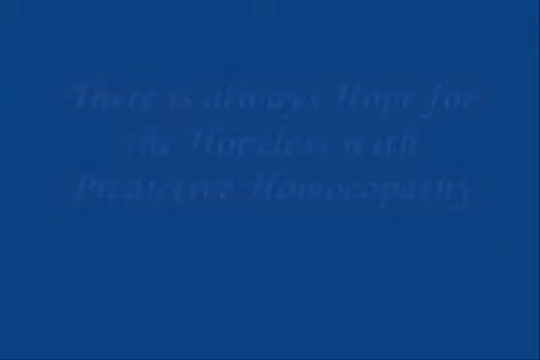 There is always Hope for
the Hopeless with
Predictive Homoeopathy